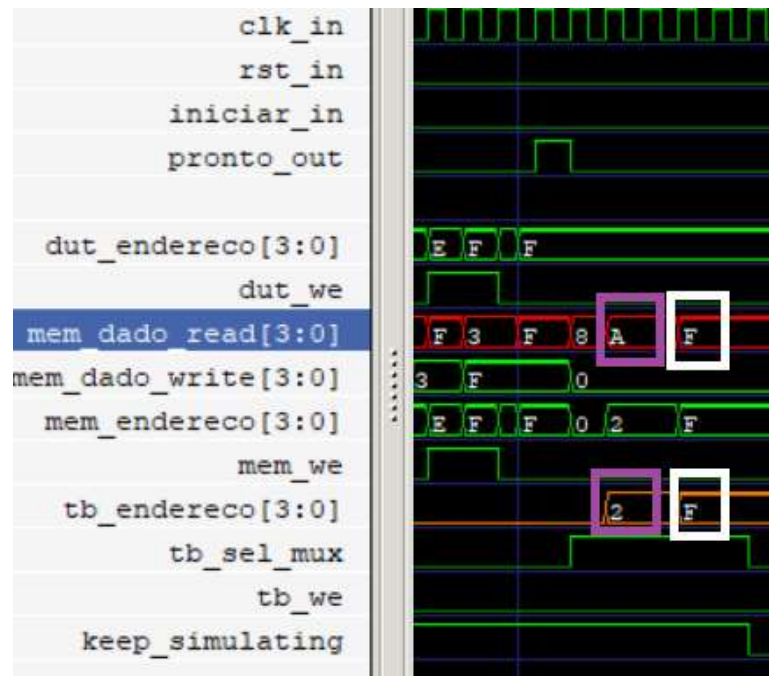 clk_in
rst_in
iniciar_in
pronto_out
dut_endereco[3:0] E F F
dut_we
mem_dado_read[3:0] F 3 F 8 A F
mem_dado_write[3:0] 3 F 0
mem_endereco[3:0] E F F 0 2 F
mem_we
tb_endereco[3:0] 2 F
tb_sel_mux
tb_we
keep_simulating